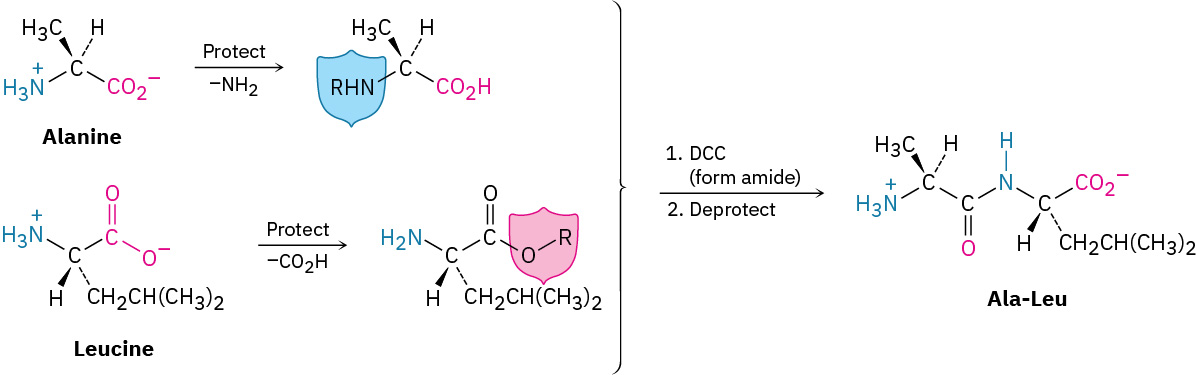 H₃C H
H₃N⁺ C CO₂⁻
Alanine
Protect
−NH₂
H₃C H
RHN C CO₂H
O
H₃N⁺ C C O⁻
H CH₂CH(CH₃)₂
Leucine
Protect
−CO₂H
O
H₂N C C O R
H CH₂CH(CH₃)₂
1. DCC
(form amide)
2. Deprotect
H₃C H H
H₃N⁺ C C N C CO₂⁻
O H CH₂CH(CH₃)₂
Ala-Leu